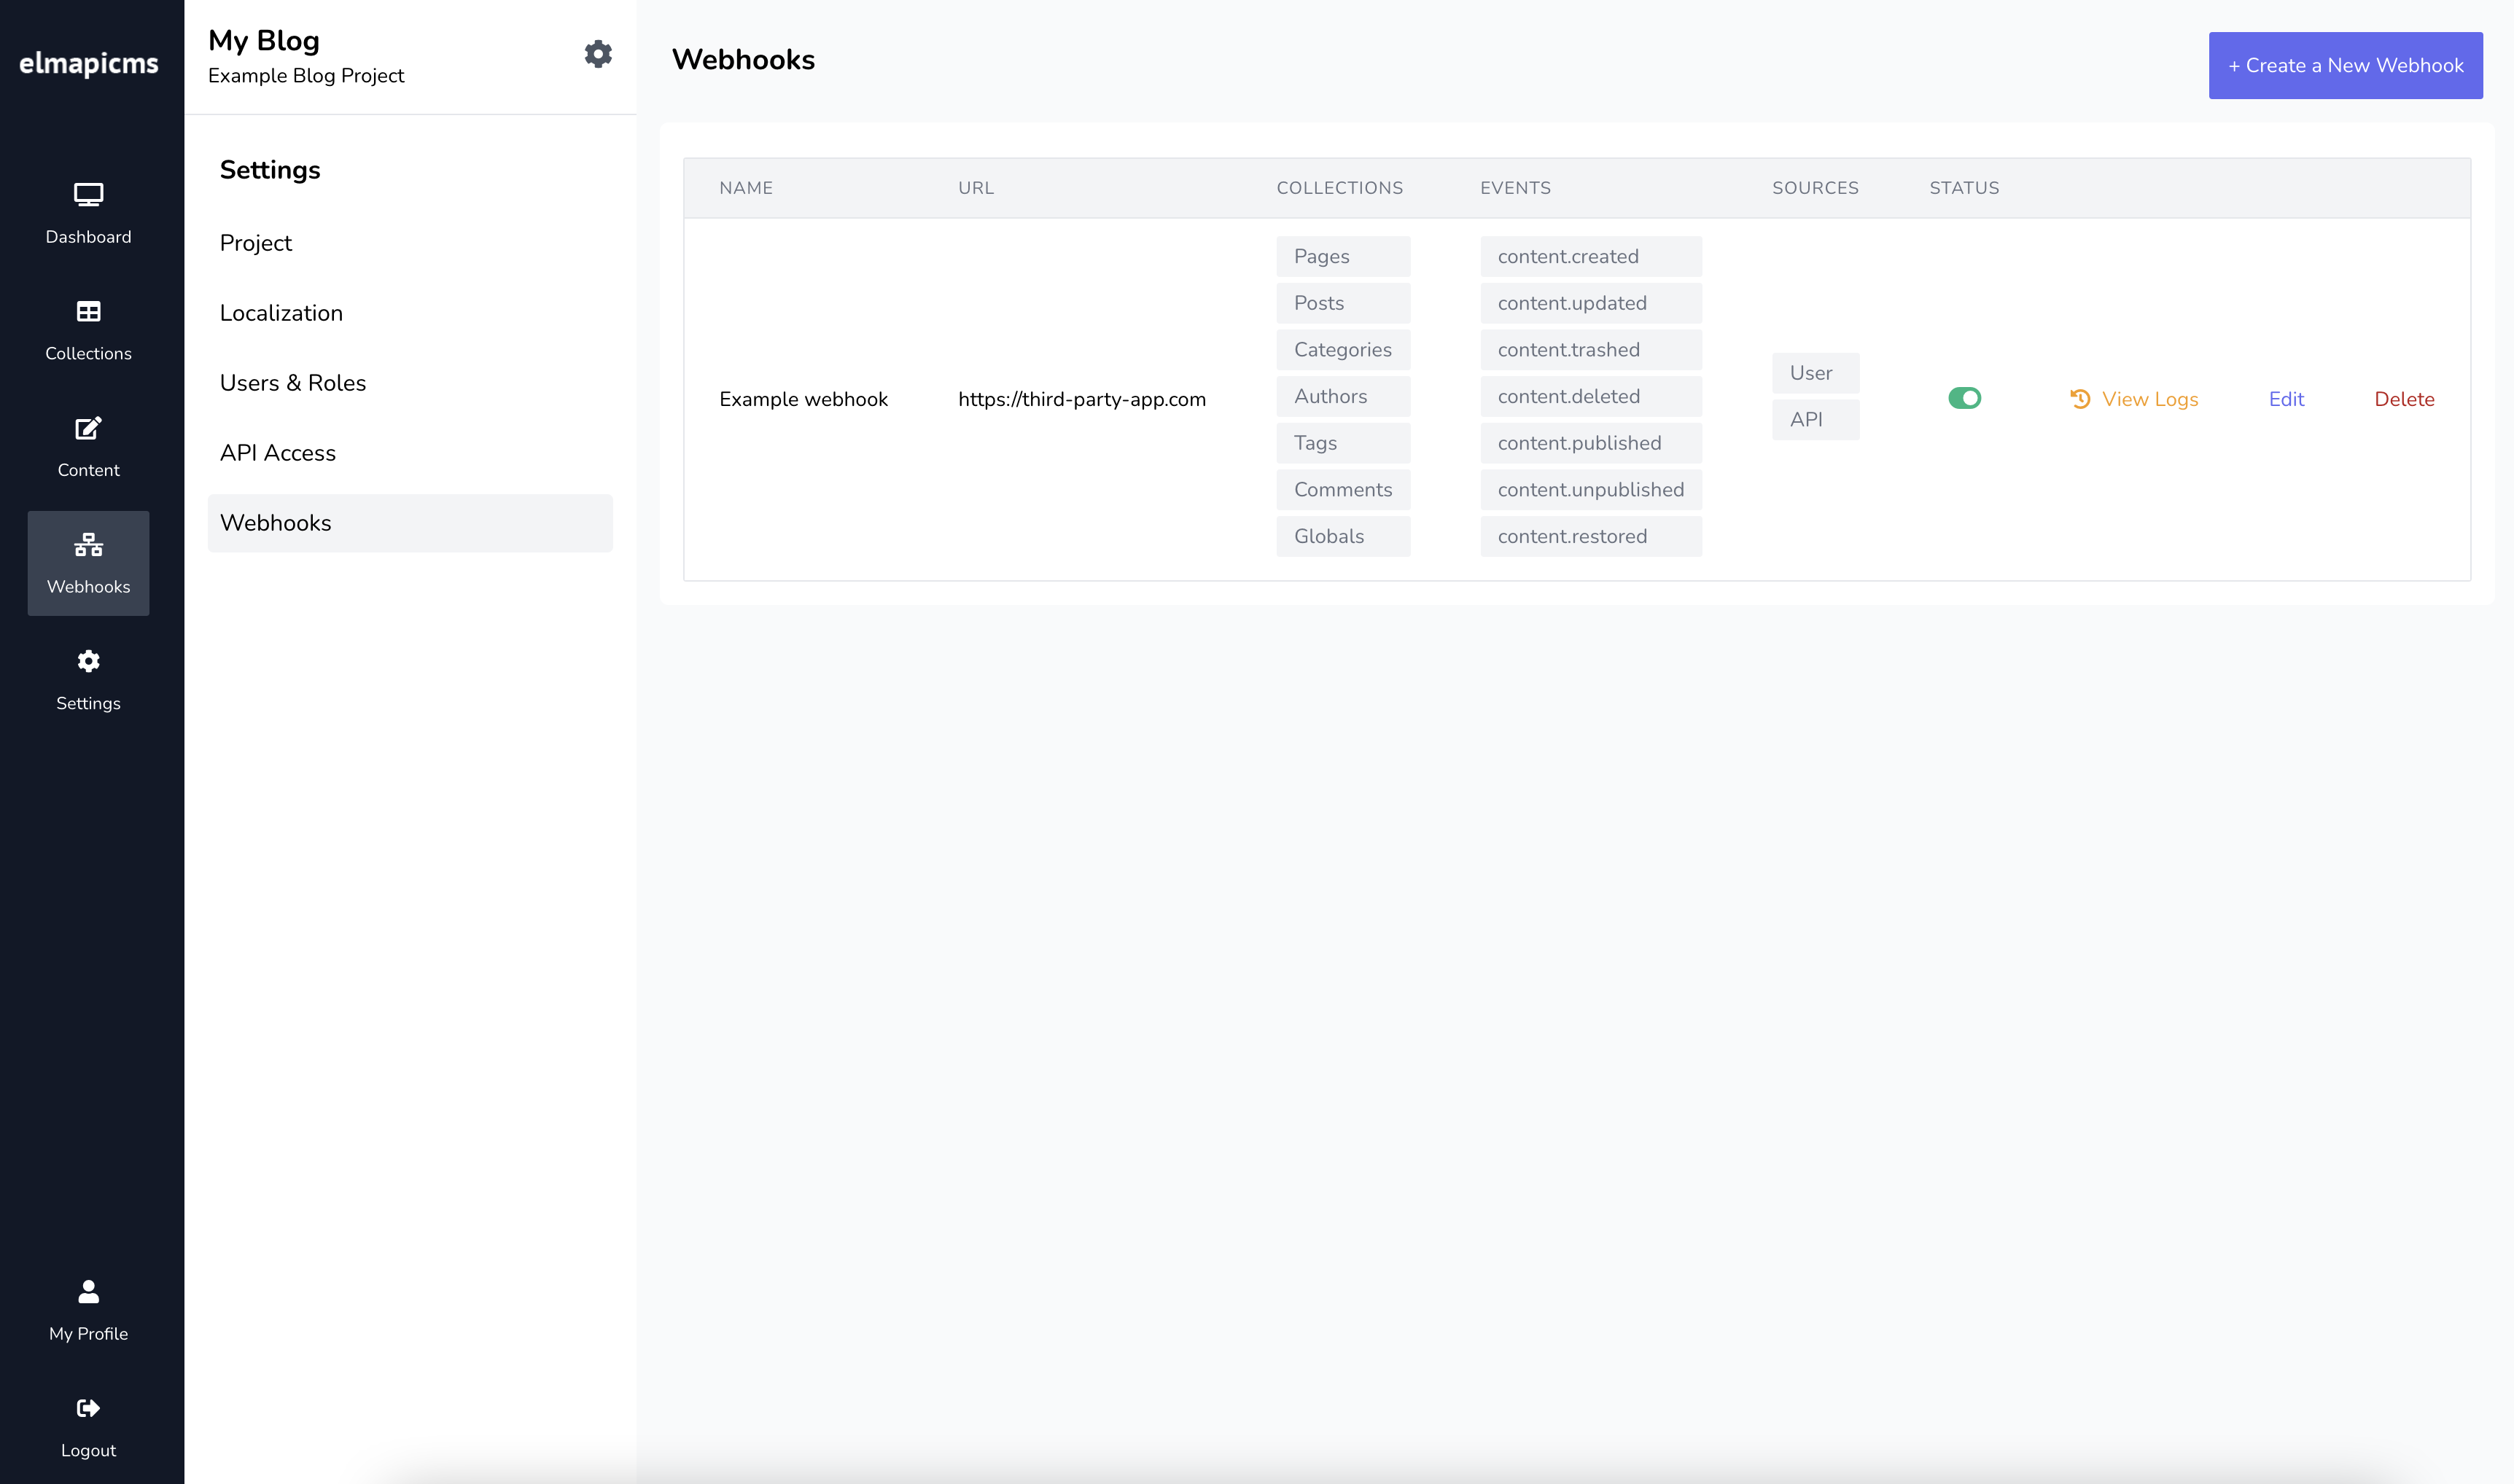 elmapicms
Dashboard
Collections
Content
Webhooks
Settings
My Profile
Logout
My Blog
Example Blog Project
Settings
Project
Localization
Users & Roles
API Access
Webhooks
Webhooks
+ Create a New Webhook
NAME URL COLLECTIONS EVENTS SOURCES STATUS
Example webhook
https://third-party-app.com
Pages
Posts
Categories
Authors
Tags
Comments
Globals
content.created
content.updated
content.trashed
content.deleted
content.published
content.unpublished
content.restored
User
API
View Logs
Edit
Delete